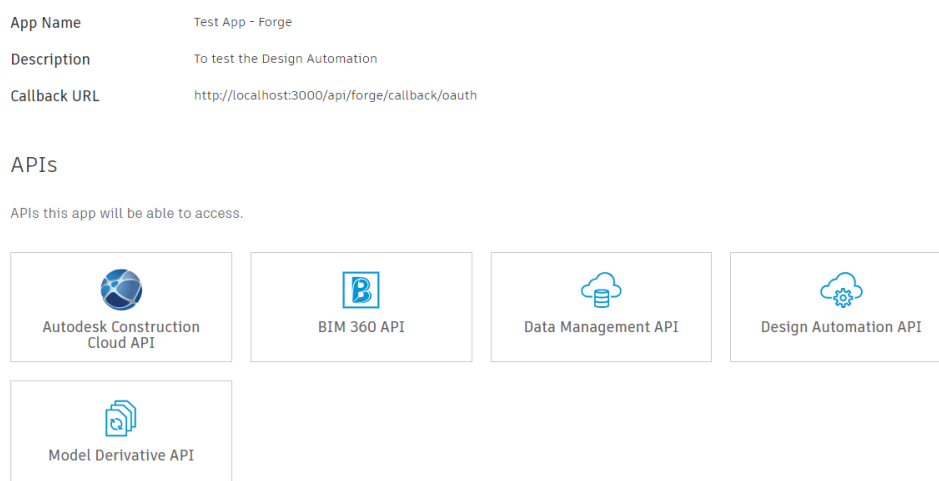 App Name Test App - Forge
Description To test the Design Automation
Callback URL http://localhost:3000/api/forge/callback/oauth
APIs
APIs this app will be able to access.
Autodesk Construction
Cloud API
BIM 360 API
Data Management API
Design Automation API
Model Derivative API